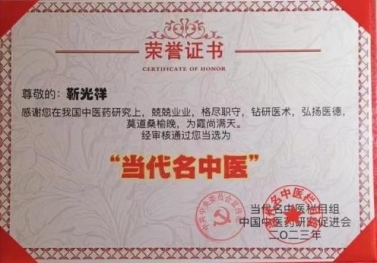 荣誉证书
CERTIFICATE OF HONOR
尊敬的：靳光祥
感谢您在我国中医药研究上，兢兢业业，格尽职守，钻研医术，弘扬医德，
莫道桑榆晚，为霞尚满天。
经审核通过您当选为
“当代名中医”
当代名中医栏目组
中国中医药研究促进会
二〇二三年